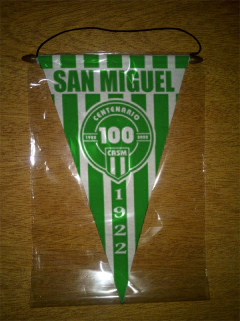 SAN MIGUEL
CENTENARIO
1922 2022
100
CASM
1922